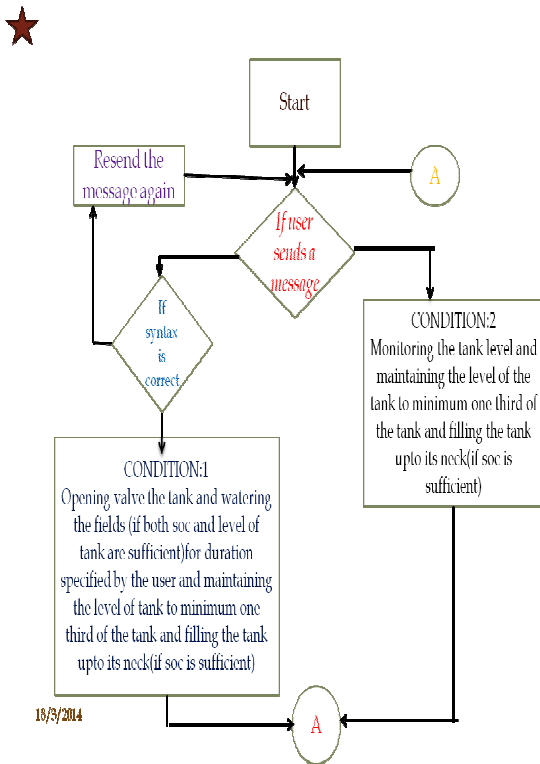 Start
Resend the
message again
A
If user
sends a
message
If
syntax
is
correct
CONDITION:2
Monitoring the tank level and
maintaining the level of the
tank to minimum one third of
the tank and filling the tank
upto its neck(if soc is
sufficient)
CONDITION:1
Opening valve the tank and watering
the fields (if both soc and level of
tank are sufficient)for duration
specified by the user and maintaining
the level of tank to minimum one
third of the tank and filling the tank
upto its neck(if soc is sufficient)
18/3/2014
A